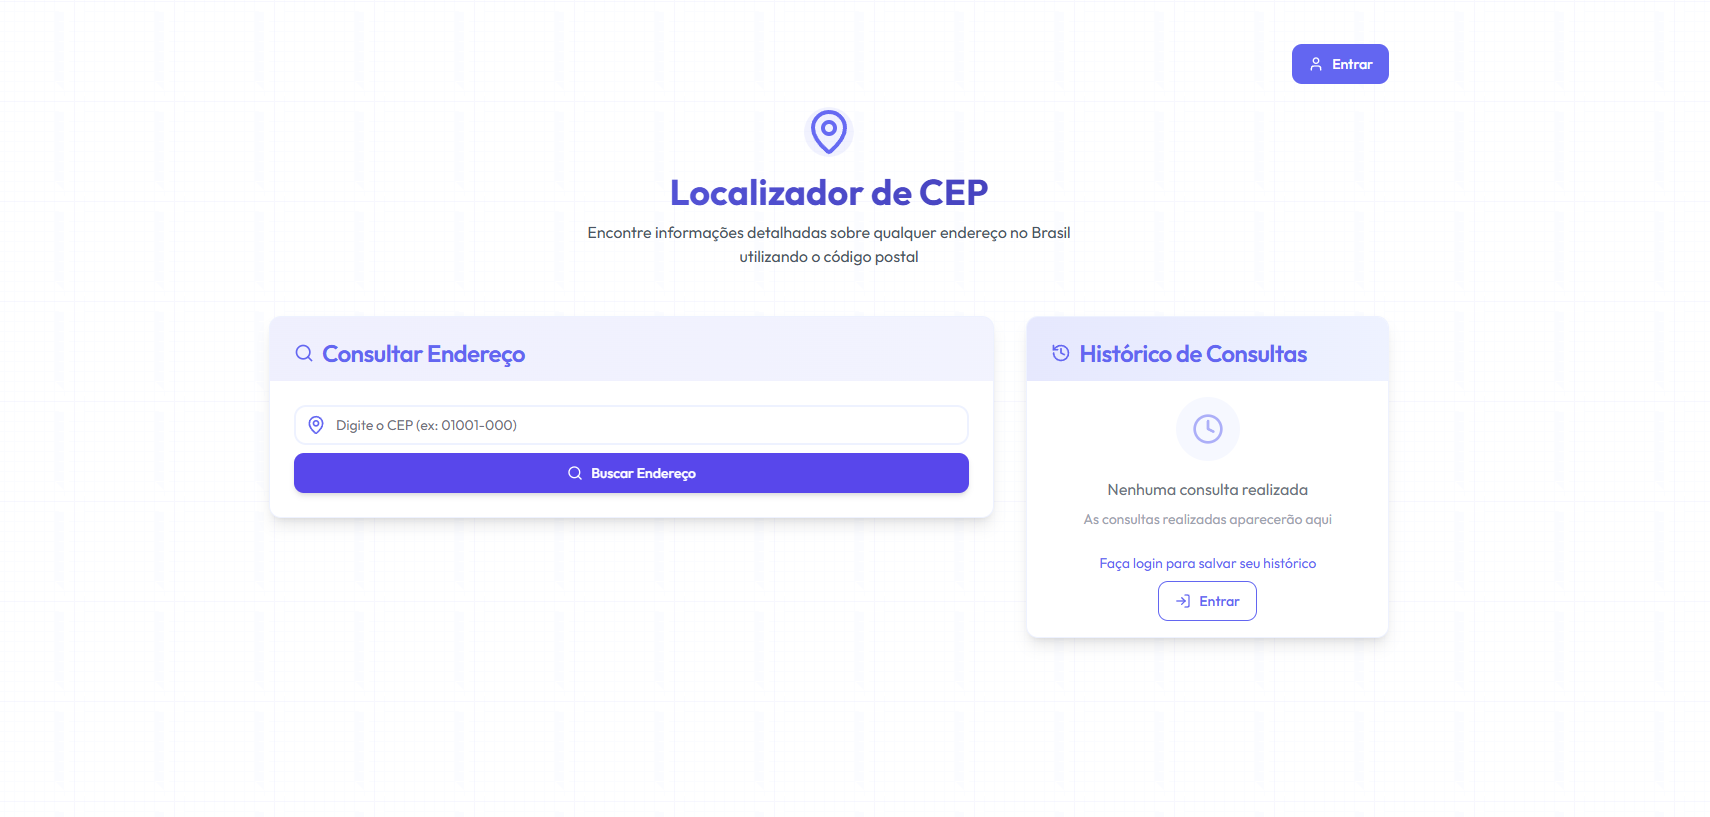 Entrar
Localizador de CEP
Encontre informações detalhadas sobre qualquer endereço no Brasil
utilizando o código postal
Consultar Endereço
Digite o CEP (ex: 01001-000)
Buscar Endereço
Histórico de Consultas
Nenhuma consulta realizada
As consultas realizadas aparecerão aqui
Faça login para salvar seu histórico
Entrar